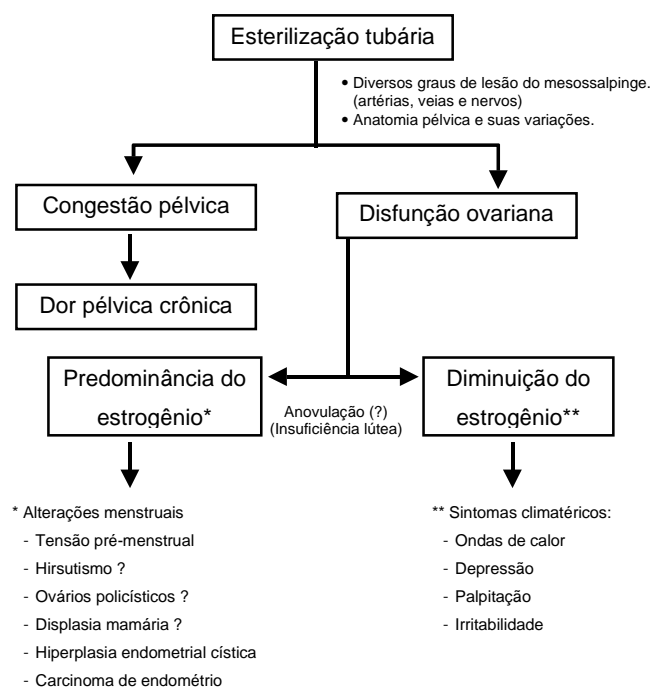 Esterilização tubária
• Diversos graus de lesão do mesossalpinge.
(artérias, veias e nervos)
• Anatomia pélvica e suas variações.
Congestão pélvica
Disfunção ovariana
Dor pélvica crônica
Predominância do
estrogênio*
Anovulação (?)
(Insuficiência lútea)
Diminuição do
estrogênio**
* Alterações menstruais
- Tensão pré-menstrual
- Hirsutismo ?
- Ovários policísticos ?
- Displasia mamária ?
- Hiperplasia endometrial cística
- Carcinoma de endométrio
** Sintomas climatéricos:
- Ondas de calor
- Depressão
- Palpitação
- Irritabilidade